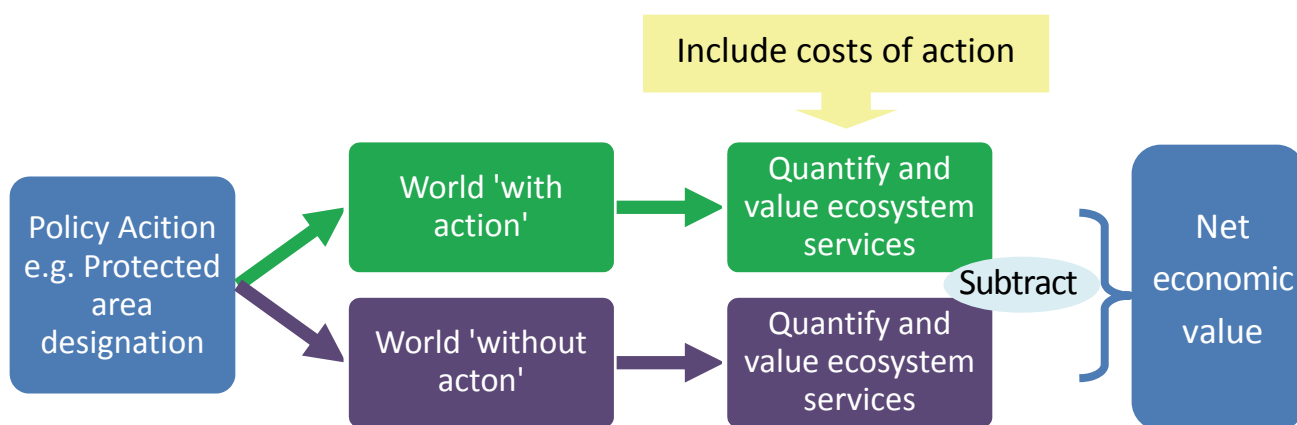 Include costs of action
Policy Acition
e.g. Protected
area
designation
World 'with
action'
Quantify and
value ecosystem
services
World 'without
acton'
Quantify and
value ecosystem
services
Subtract
Net
economic
value